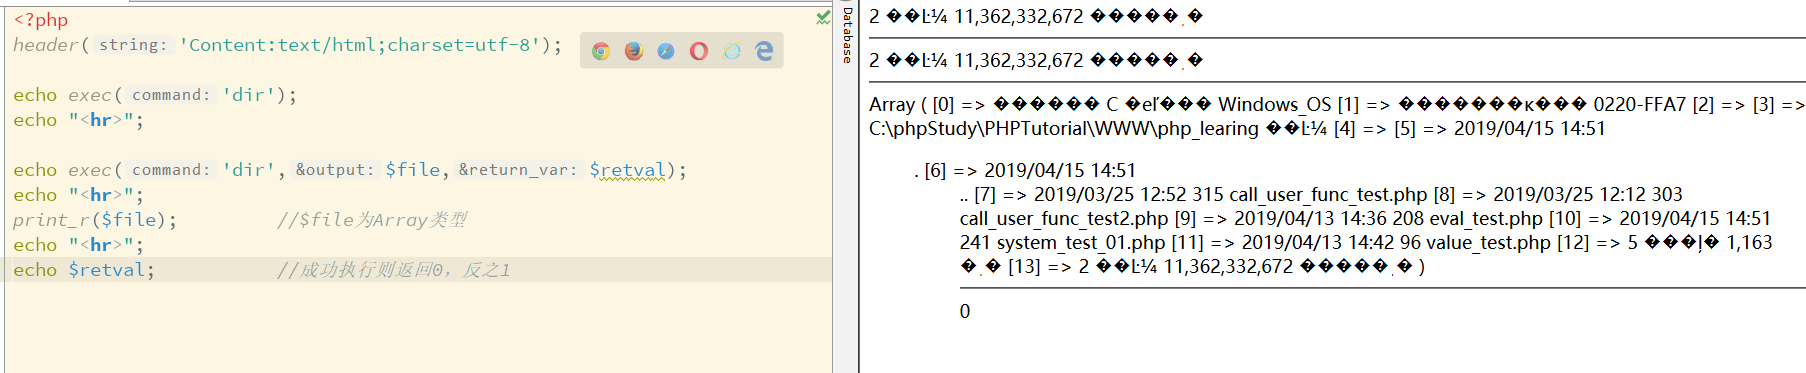 <?php
header( string: 'Content:text/html;charset=utf-8');
echo exec( command: 'dir');
echo "<hr>";
echo exec( command: 'dir', &output: $file, &return_var: $retval);
echo "<hr>";
print_r($file); //$file为Array类型
echo "<hr>";
echo $retval; //成功执行则返回0，反之1
Database
2 ��Ŀ¼ 11,362,332,672 �����ֽ�
2 ��Ŀ¼ 11,362,332,672 �����ֽ�
Array ( [0] => ������ C �еľ��� Windows_OS [1] => �������к��� 0220-FFA7 [2] => [3] =>
C:\phpStudy\PHPTutorial\WWW\php_learing ��Ŀ¼ [4] => [5] => 2019/04/15 14:51
. [6] => 2019/04/15 14:51
.. [7] => 2019/03/25 12:52 315 call_user_func_test.php [8] => 2019/03/25 12:12 303
call_user_func_test2.php [9] => 2019/04/13 14:36 208 eval_test.php [10] => 2019/04/15 14:51
241 system_test_01.php [11] => 2019/04/13 14:42 96 value_test.php [12] => 5 ���ļ� 1,163
�ֽ� [13] => 2 ��Ŀ¼ 11,362,332,672 �����ֽ� )
0